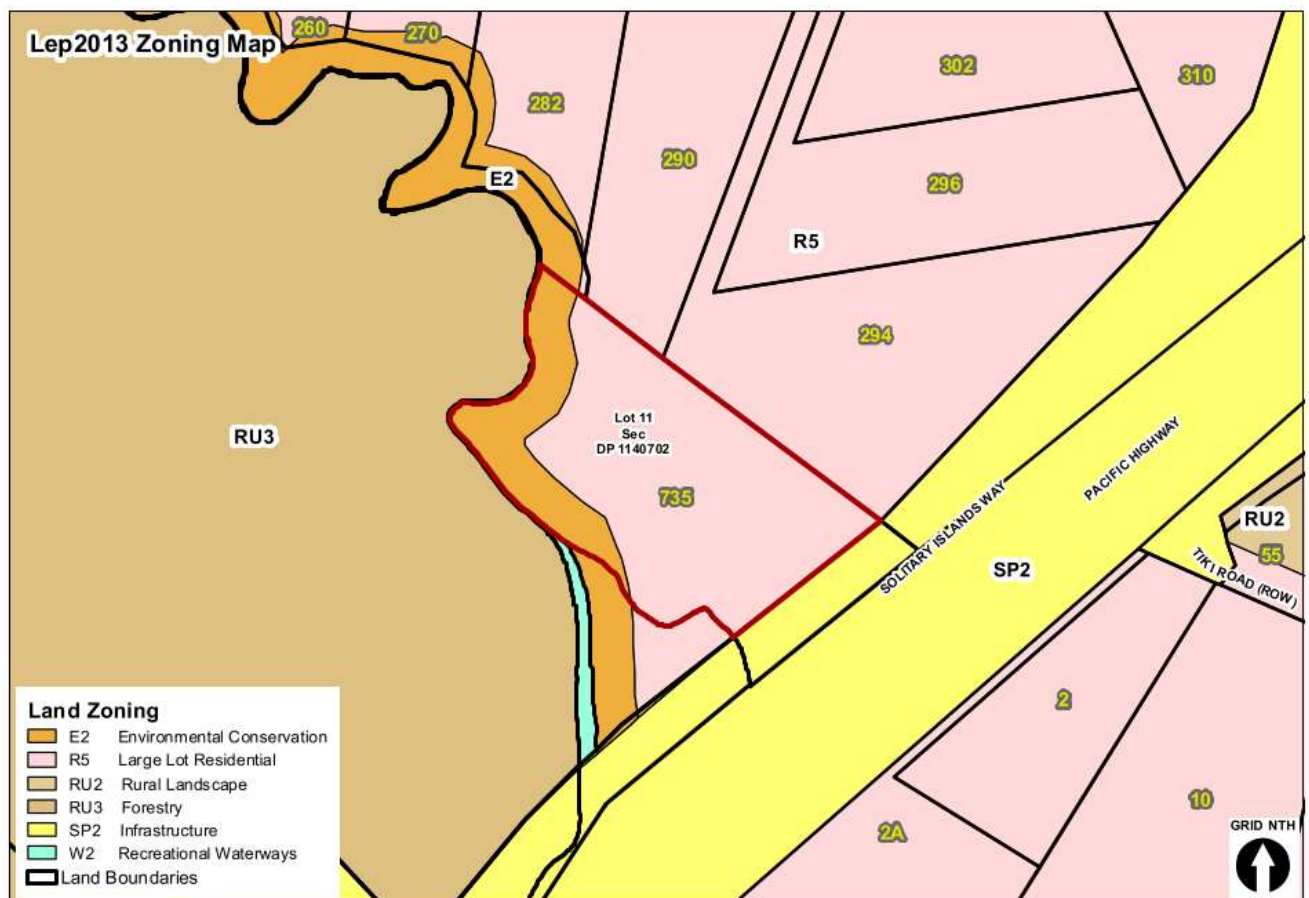 Lep2013 Zoning Map
260
270
302
310
282
290
E2
296
R5
294
Lot 11
Sec
DP 1140702
RU3
735
PACIFIC HIGHWAY
SOLITARY ISLANDS WAY
RU2
55
SP2
TIKI ROAD (ROW)
2
10
2A
GRID NTH
Land Zoning
E2 Environmental Conservation
R5 Large Lot Residential
RU2 Rural Landscape
RU3 Forestry
SP2 Infrastructure
W2 Recreational Waterways
Land Boundaries